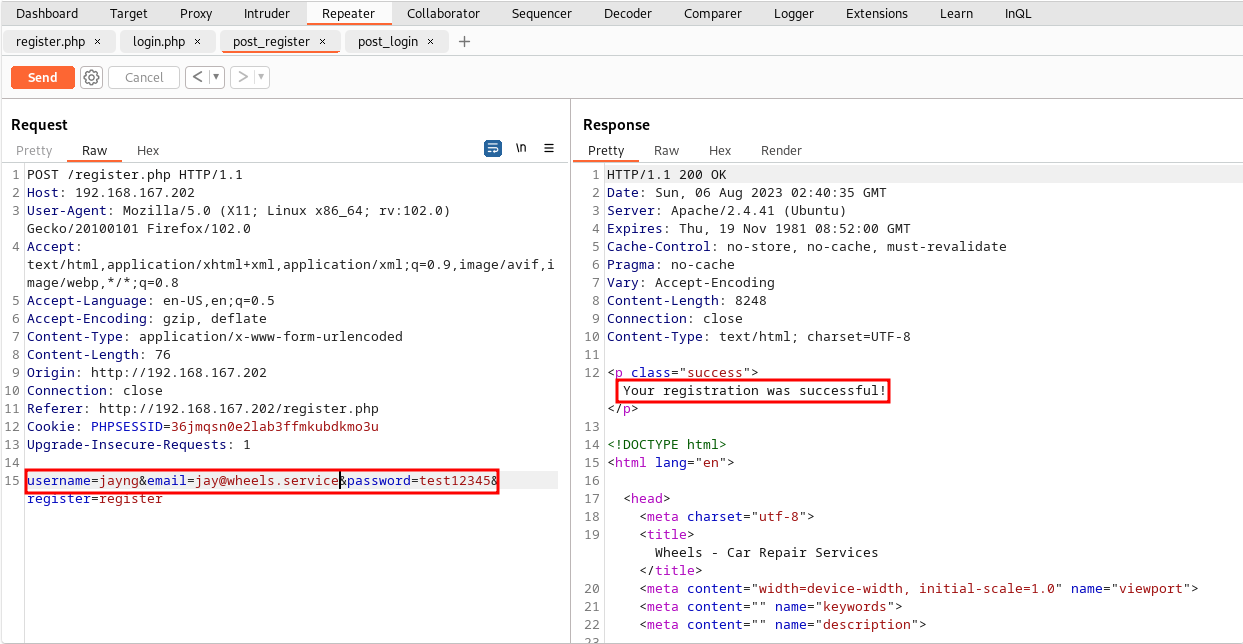 Dashboard Target Proxy Intruder Repeater Collaborator Sequencer Decoder Comparer Logger Extensions Learn InQL
register.php × login.php × post_register × post_login × +
Send Cancel < ▼ > ▼
Request
Pretty Raw Hex \n ≡
1 POST /register.php HTTP/1.1
2 Host: 192.168.167.202
3 User-Agent: Mozilla/5.0 (X11; Linux x86_64; rv:102.0)
Gecko/20100101 Firefox/102.0
4 Accept:
text/html,application/xhtml+xml,application/xml;q=0.9,image/avif,i
mage/webp,*/*;q=0.8
5 Accept-Language: en-US,en;q=0.5
6 Accept-Encoding: gzip, deflate
7 Content-Type: application/x-www-form-urlencoded
8 Content-Length: 76
9 Origin: http://192.168.167.202
10 Connection: close
11 Referer: http://192.168.167.202/register.php
12 Cookie: PHPSESSID=36jmqsn0e2lab3ffmkubdkmo3u
13 Upgrade-Insecure-Requests: 1
14
15 username=jayng&email=jay@wheels.service&password=test12345&
register=register
Response
Pretty Raw Hex Render
1 HTTP/1.1 200 OK
2 Date: Sun, 06 Aug 2023 02:40:35 GMT
3 Server: Apache/2.4.41 (Ubuntu)
4 Expires: Thu, 19 Nov 1981 08:52:00 GMT
5 Cache-Control: no-store, no-cache, must-revalidate
6 Pragma: no-cache
7 Vary: Accept-Encoding
8 Content-Length: 8248
9 Connection: close
10 Content-Type: text/html; charset=UTF-8
11
12 <p class="success">
Your registration was successful!
</p>
13
14 <!DOCTYPE html>
15 <html lang="en">
16
17 <head>
18 <meta charset="utf-8">
19 <title>
Wheels - Car Repair Services
</title>
20 <meta content="width=device-width, initial-scale=1.0" name="viewport">
21 <meta content="" name="keywords">
22 <meta content="" name="description">
23